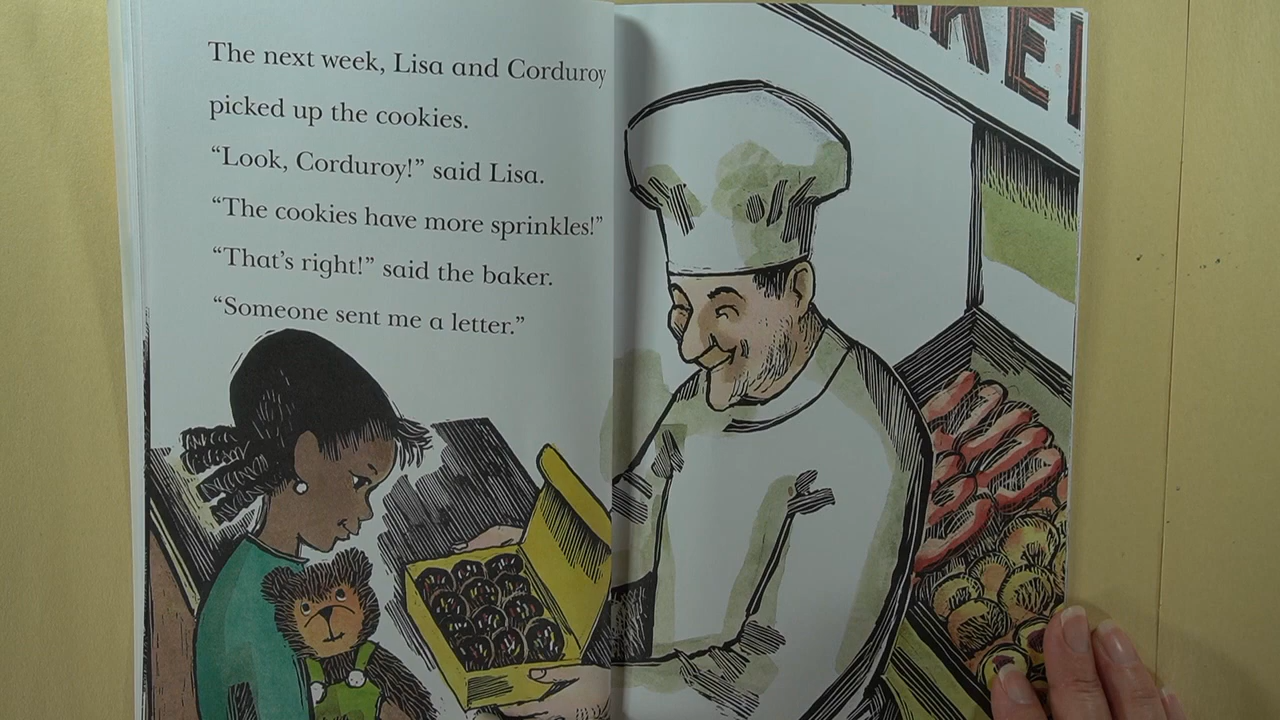 The next week, Lisa and Corduroy
picked up the cookies.
“Look, Corduroy!” said Lisa.
“The cookies have more sprinkles!”
“That’s right!” said the baker.
“Someone sent me a letter.”